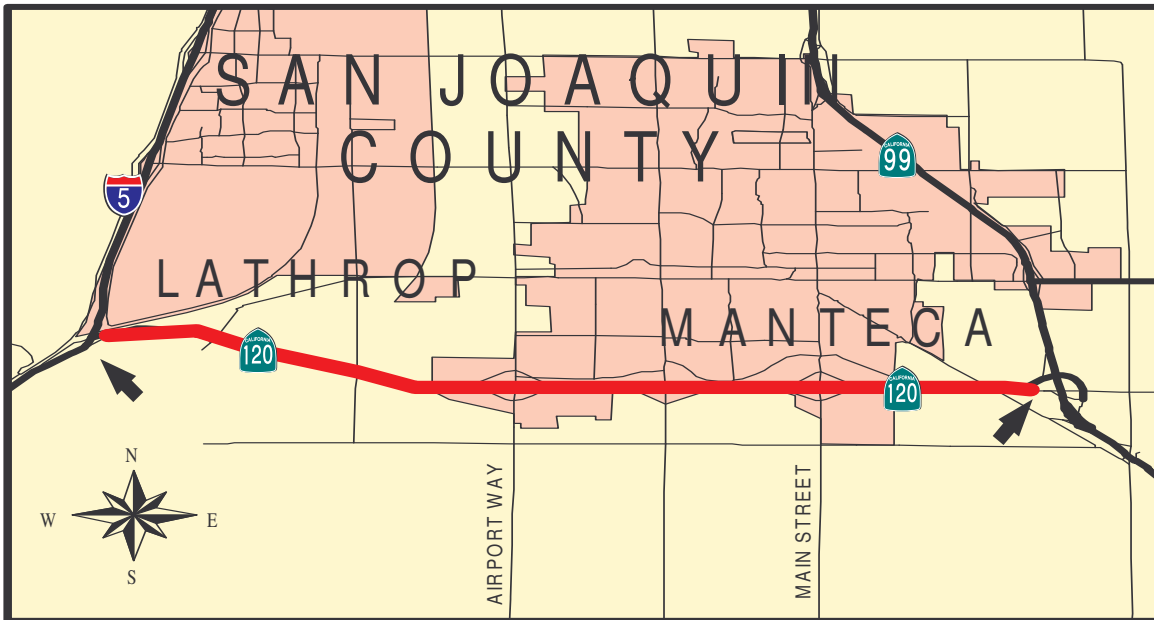 SAN JOAQUIN
COUNTY
CALIFORNIA
99
5
LATHROP
MANTECA
CALIFORNIA
120
CALIFORNIA
120
N
W
E
S
AIRPORT WAY
MAIN STREET